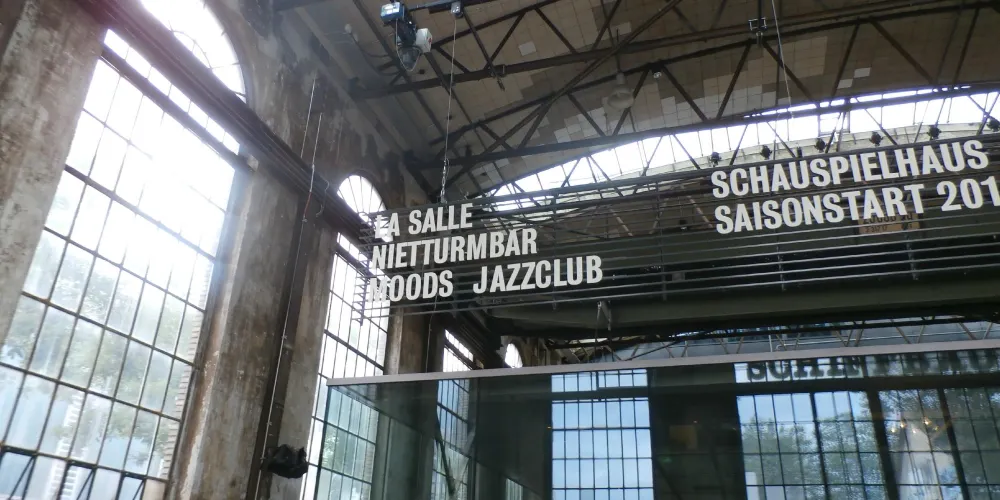 LA SALLE
NIETTURMBAR
MOODS JAZZCLUB
SCHAUSPIELHAUS
SAISONSTART 201